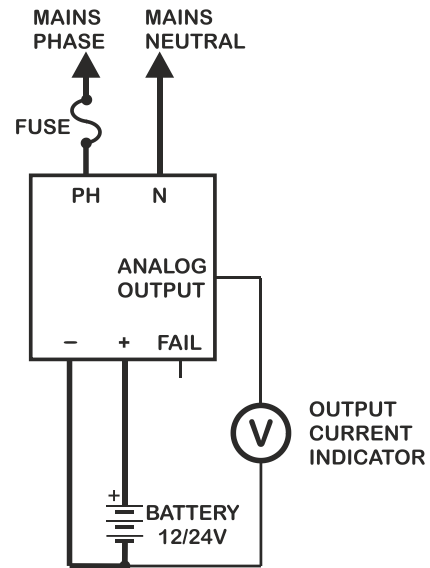 MAINS
PHASE
MAINS
NEUTRAL
FUSE
PH
N
ANALOG
OUTPUT
−
+
FAIL
V
OUTPUT
CURRENT
INDICATOR
+
BATTERY
12/24V